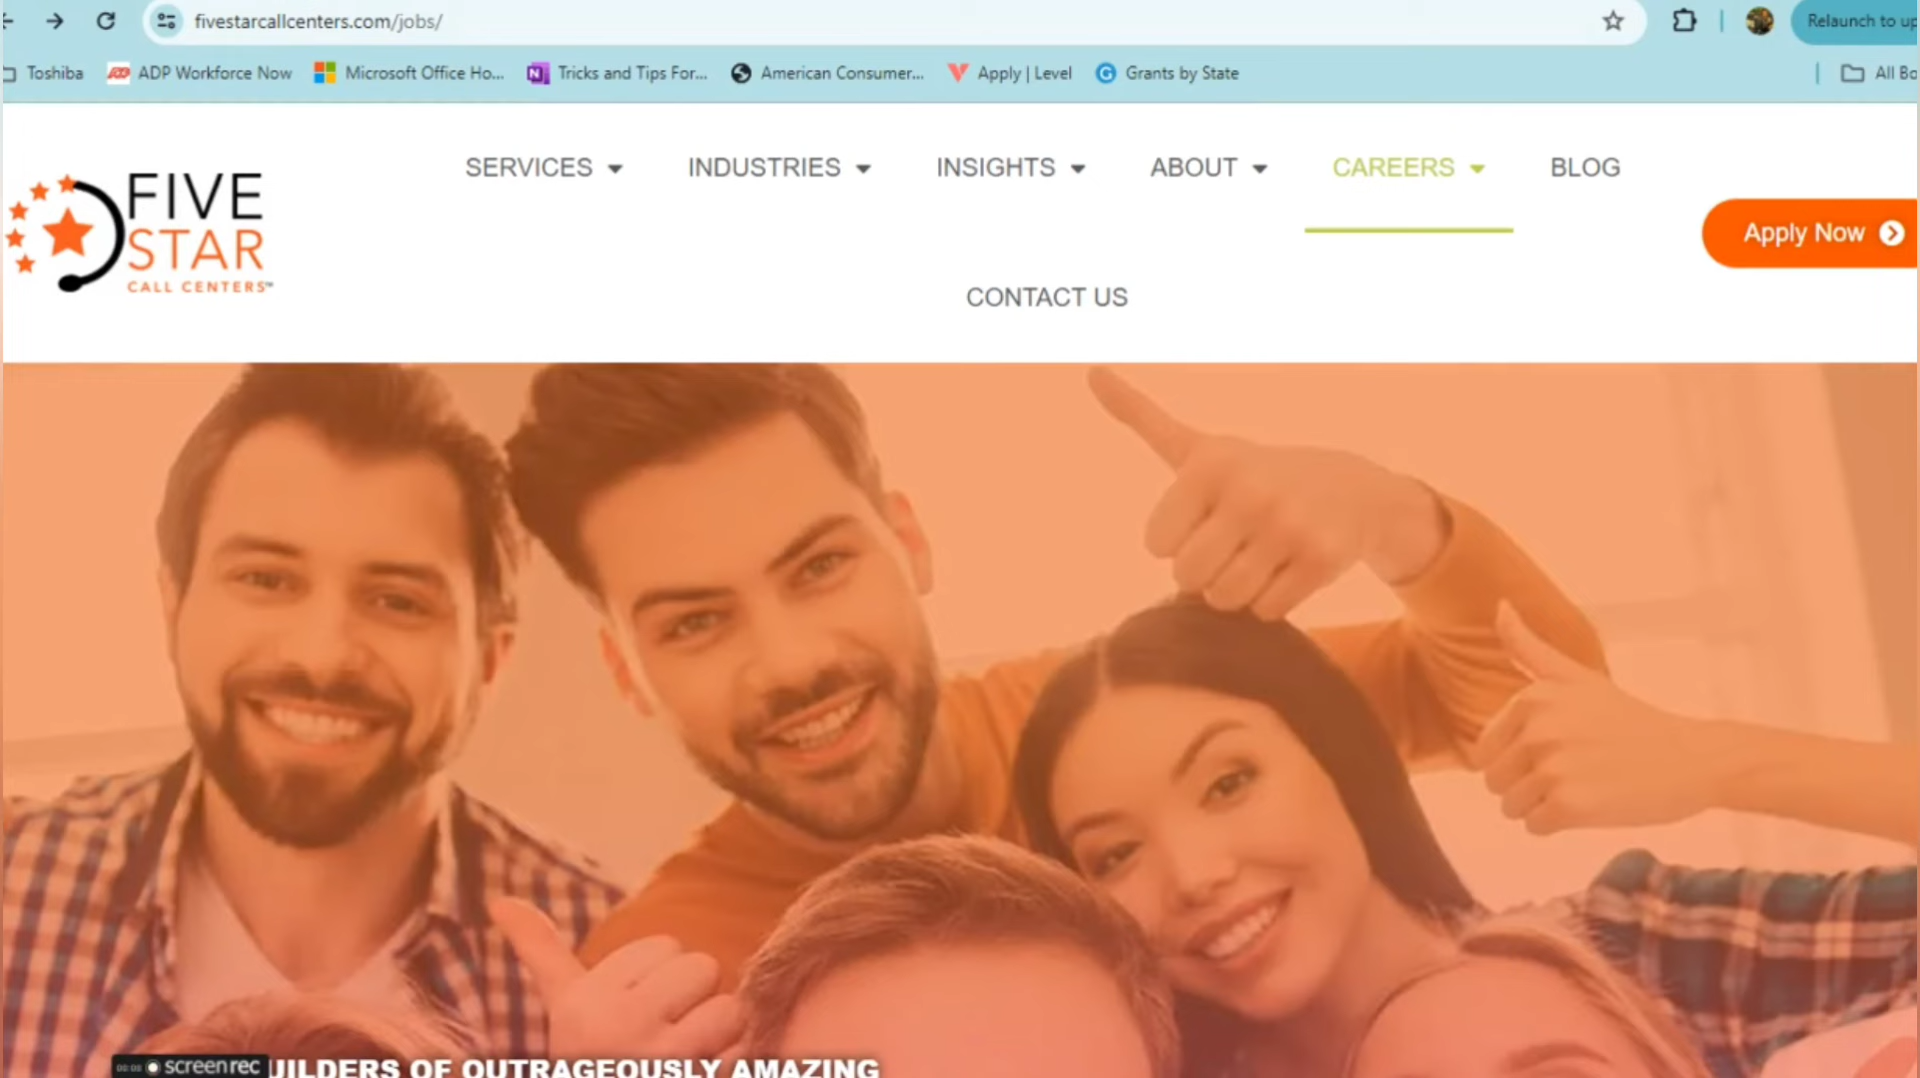 fivestarcallcenters.com/jobs/
Relaunch to up
Toshiba ADP Workforce Now Microsoft Office Ho... Tricks and Tips For... American Consumer... Apply | Level Grants by State All Bo
SERVICES INDUSTRIES INSIGHTS ABOUT CAREERS BLOG
FIVE
STAR
CALL CENTERS
Apply Now
CONTACT US
screenrec
UILDERS OF OUTRAGEOUSLY AMAZING